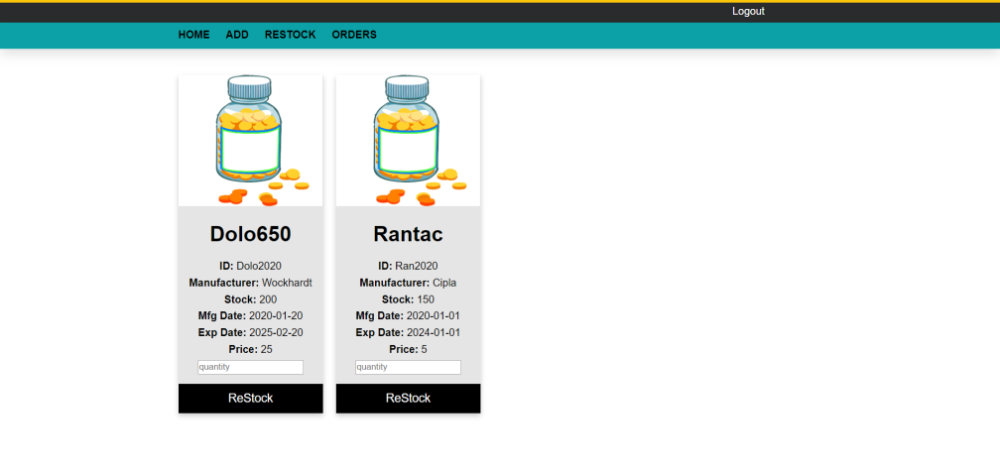 Logout
HOME ADD RESTOCK ORDERS
Dolo650
ID: Dolo2020
Manufacturer: Wockhardt
Stock: 200
Mfg Date: 2020-01-20
Exp Date: 2025-02-20
Price: 25
quantity
ReStock
Rantac
ID: Ran2020
Manufacturer: Cipla
Stock: 150
Mfg Date: 2020-01-01
Exp Date: 2024-01-01
Price: 5
quantity
ReStock